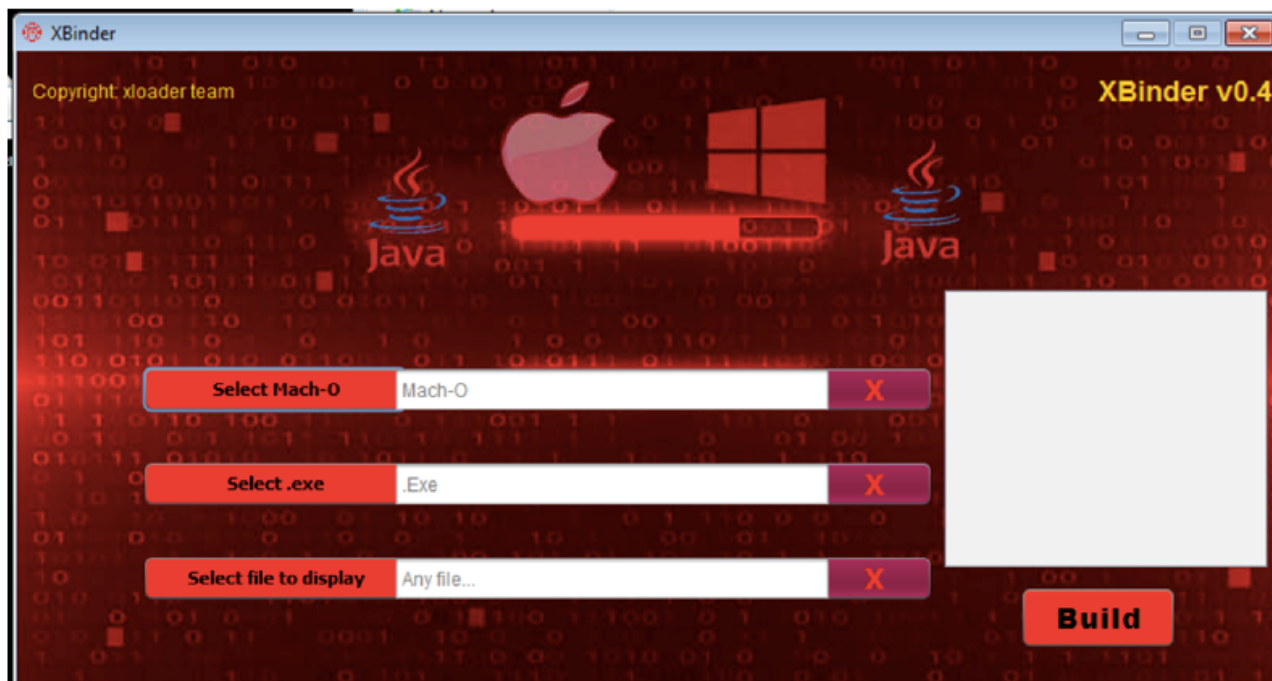 XBinder
Copyright: xloader team
XBinder v0.4
Java
Java
Select Mach-O Mach-O X
Select .exe .Exe X
Select file to display Any file... X
Build